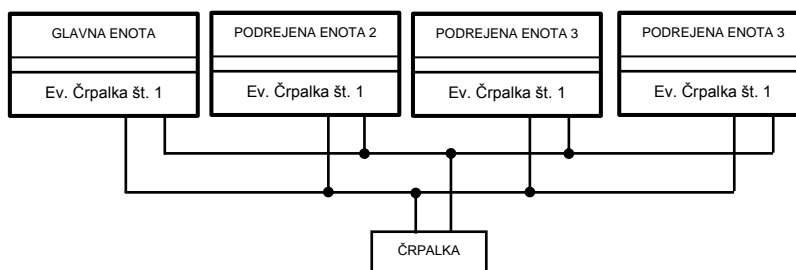 GLAVNA ENOTA
PODREJENA ENOTA 2
PODREJENA ENOTA 3
PODREJENA ENOTA 3
Ev. Črpalka št. 1
Ev. Črpalka št. 1
Ev. Črpalka št. 1
Ev. Črpalka št. 1
ČRPALKA